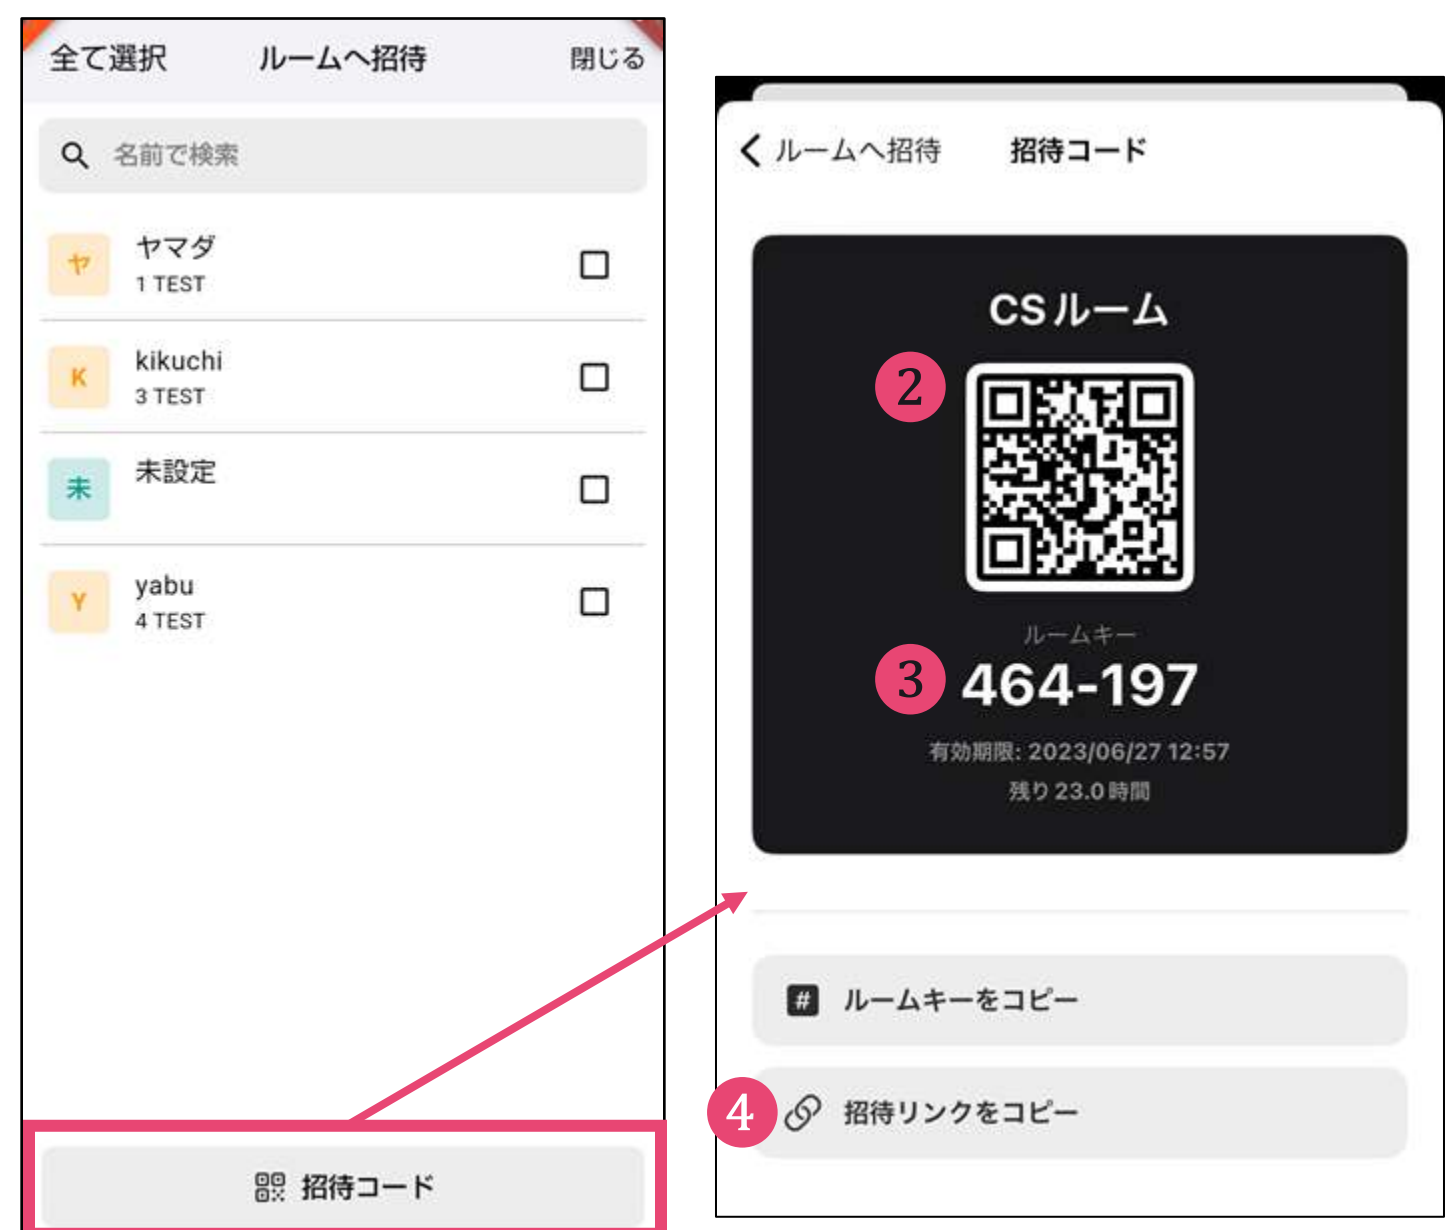 全て選択 ルームへ招待 閉じる
名前で検索
ヤ ヤマダ
1 TEST
K kikuchi
3 TEST
未 未設定
Y yabu
4 TEST
招待コード
ルームへ招待 招待コード
CSルーム
2
ルームキー
3 464-197
有効期限: 2023/06/27 12:57
残り 23.0 時間
# ルームキーをコピー
4 招待リンクをコピー